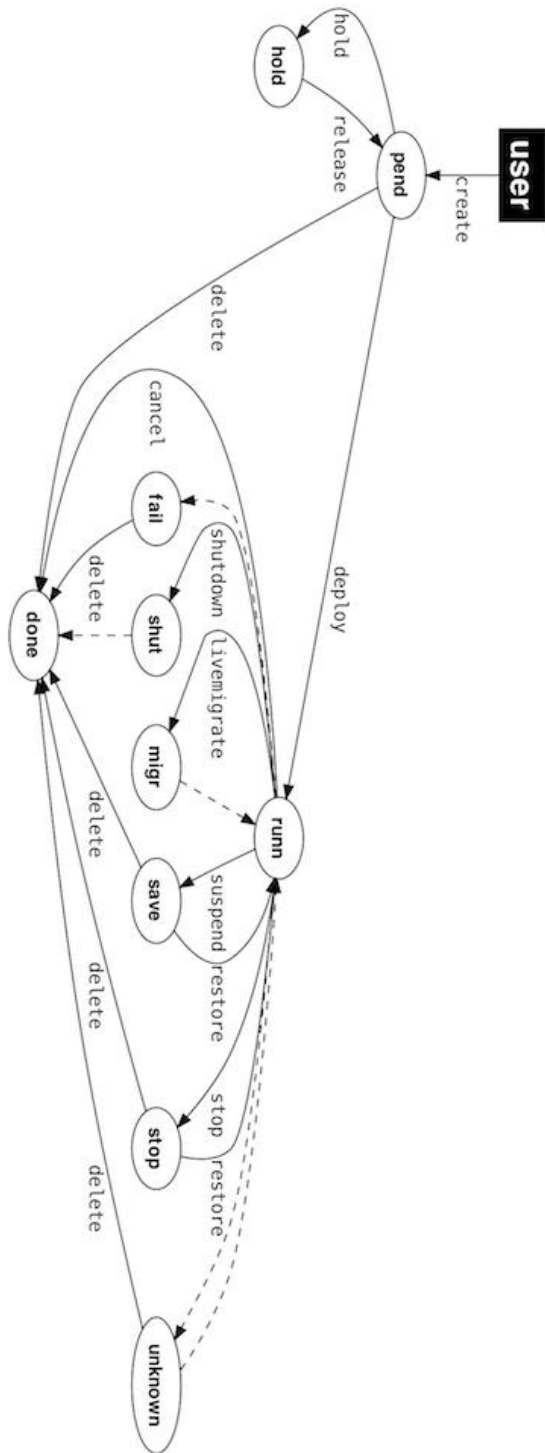 user
create
pend
hold
release
hold
delete
deploy
cancel
shutdown
livemigrate
runn
suspend
restore
stop
restore
fail
shut
migr
save
stop
unknown
delete
delete
delete
delete
done